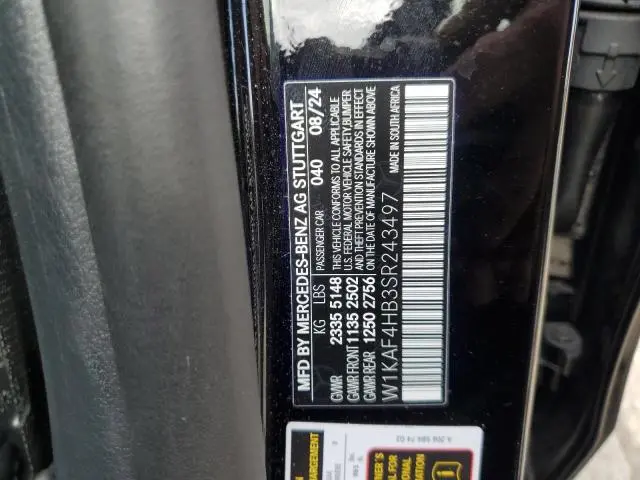 MFD BY MERCEDES-BENZ AG STUTTGART
KG LBS PASSENGER CAR 040 08/24
GVWR 2335 5148
GAWR FRONT 1135 2502
GAWR REAR 1250 2756
THIS VEHICLE CONFORMS TO ALL APPLICABLE
U.S. FEDERAL MOTOR VEHICLE SAFETY, BUMPER
AND THEFT PREVENTION STANDARDS IN EFFECT
ON THE DATE OF MANUFACTURE SHOWN ABOVE
W1KAF4HB3SR243497 MADE IN SOUTH AFRICA